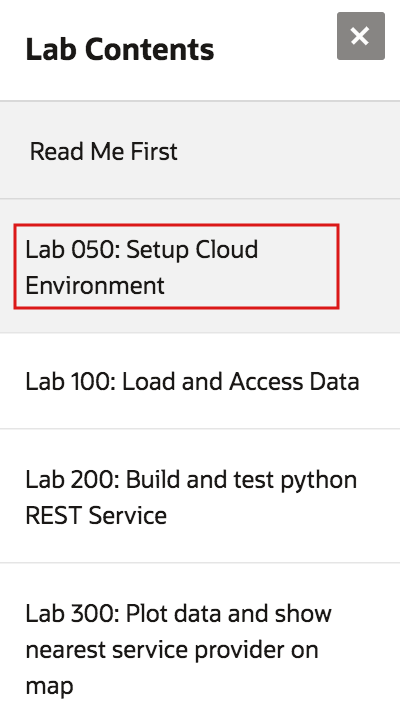 Lab Contents
Read Me First
Lab 050: Setup Cloud
Environment
Lab 100: Load and Access Data
Lab 200: Build and test python
REST Service
Lab 300: Plot data and show
nearest service provider on
map